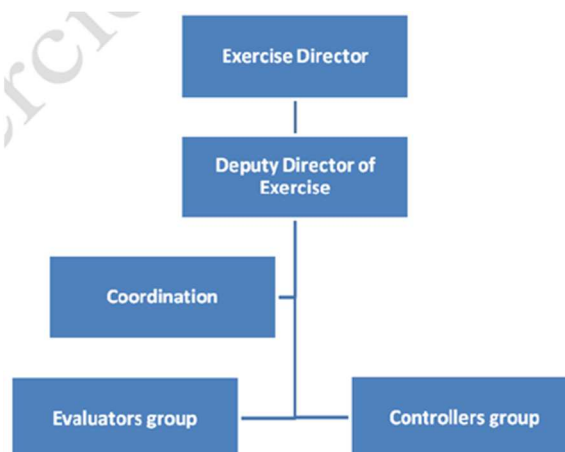 Exercise Director
Deputy Director of
Exercise
Coordination
Evaluators group
Controllers group